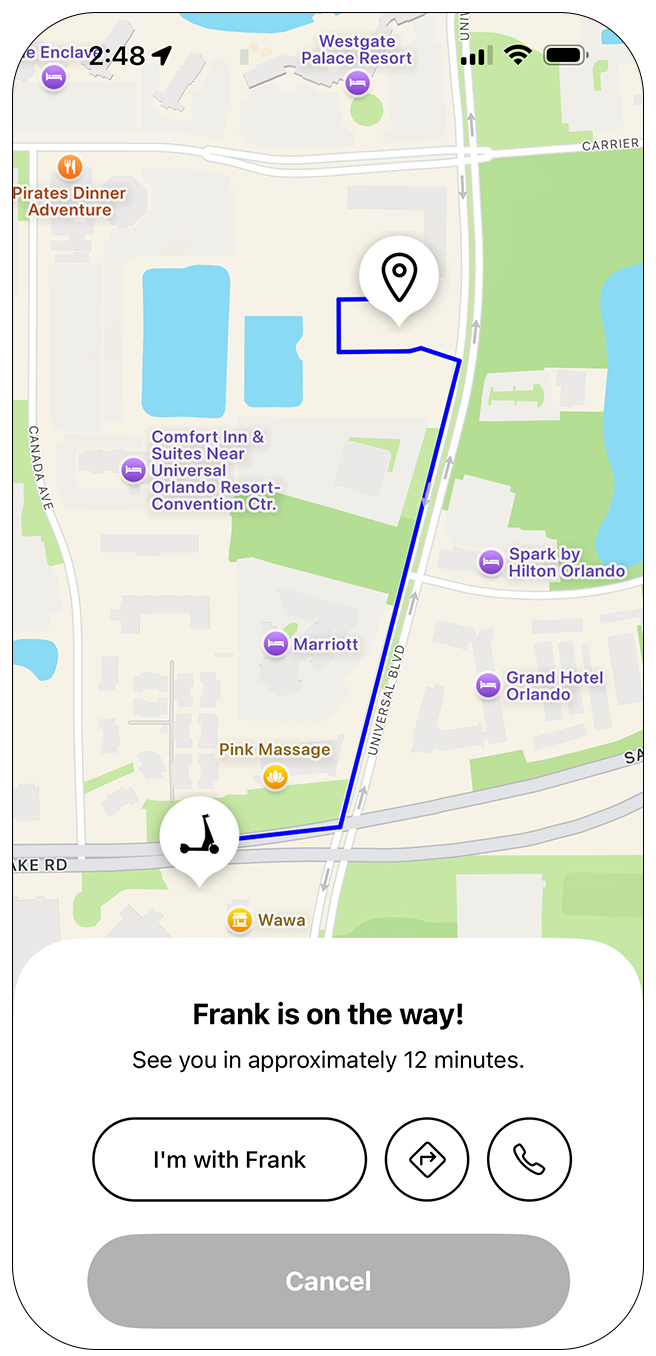 e Enclave
2:48
Westgate
Palace Resort
UNIV
CARRIER
Pirates Dinner
Adventure
CANADA AVE
Comfort Inn &
Suites Near
Universal
Orlando Resort-
Convention Ctr.
Spark by
Hilton Orlando
Marriott
Grand Hotel
Orlando
UNIVERSAL BLVD
Pink Massage
SA
AKE RD
Wawa
Frank is on the way!
See you in approximately 12 minutes.
I'm with Frank
Cancel